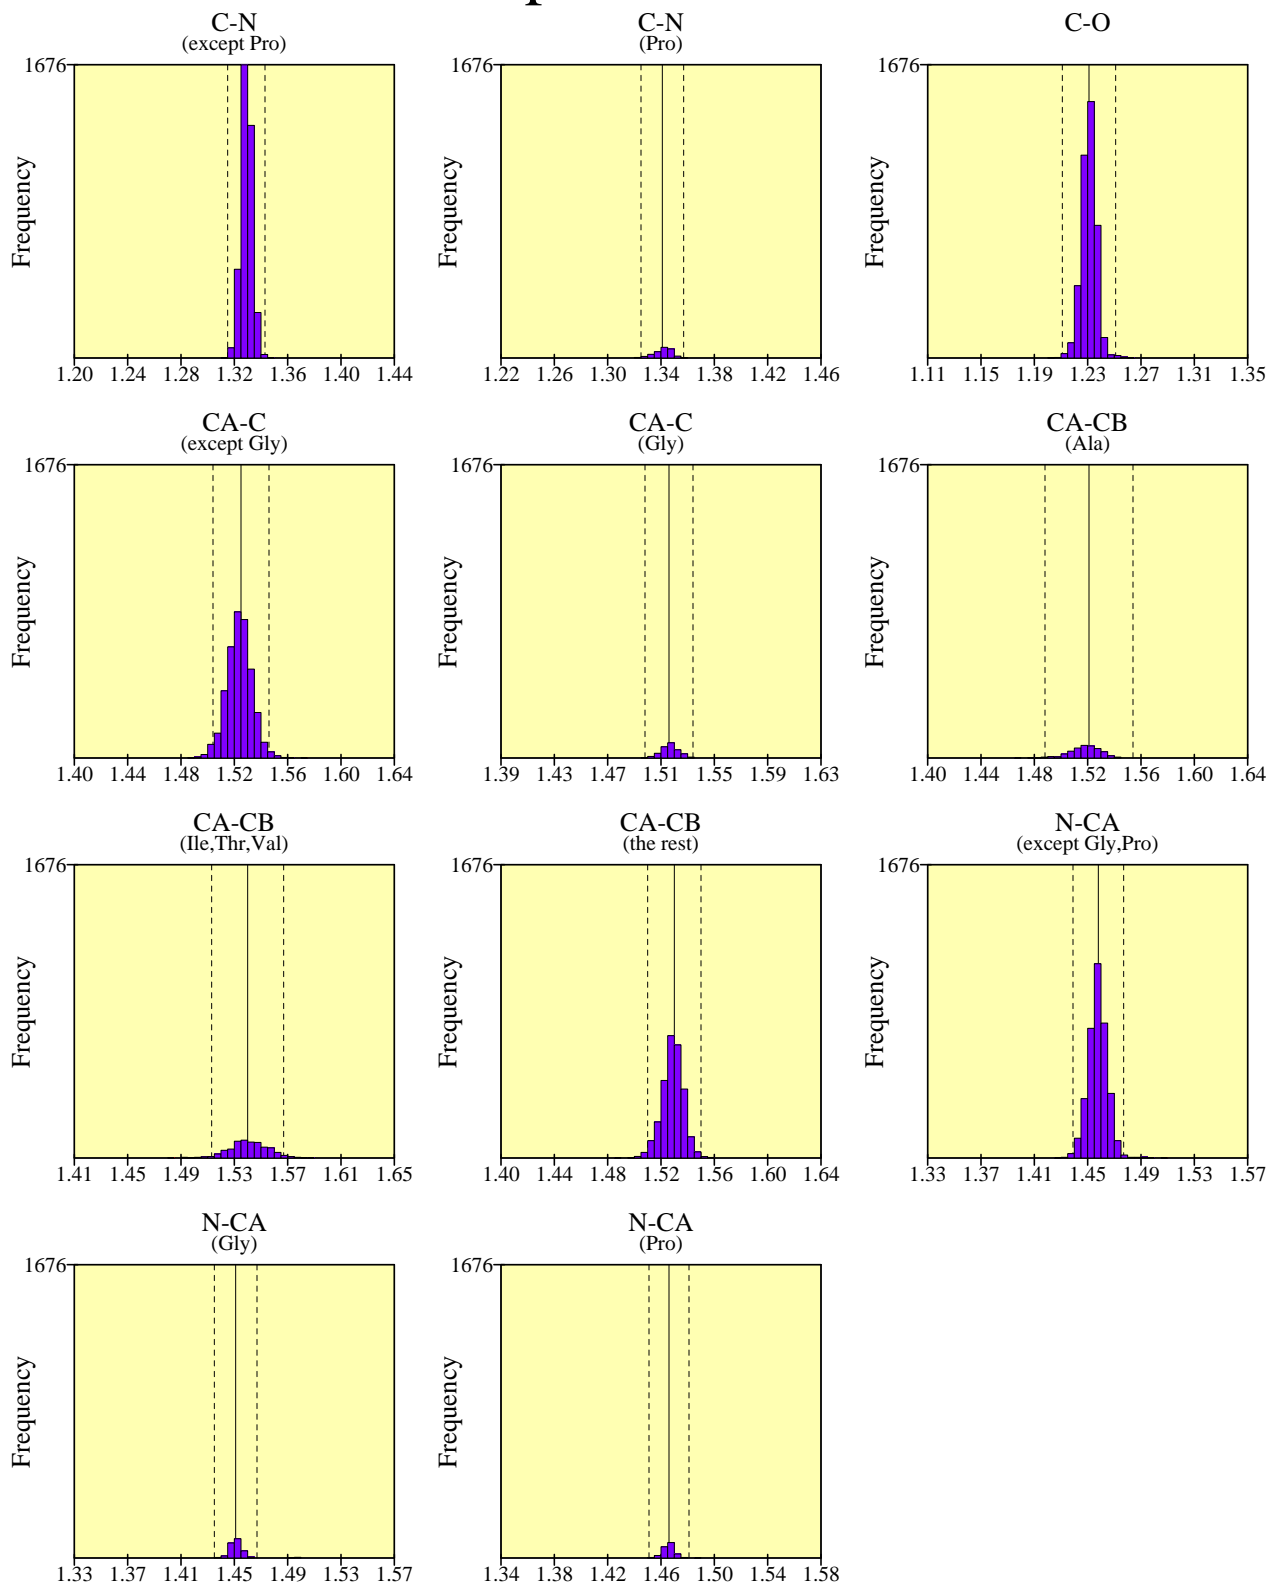 C-N
(except Pro)
C-N
(Pro)
C-O
1676
1676
1676
Frequency
Frequency
Frequency
1.20 1.24 1.28 1.32 1.36 1.40 1.44
1.22 1.26 1.30 1.34 1.38 1.42 1.46
1.11 1.15 1.19 1.23 1.27 1.31 1.35
CA-C
(except Gly)
CA-C
(Gly)
CA-CB
(Ala)
1676
1676
1676
Frequency
Frequency
Frequency
1.40 1.44 1.48 1.52 1.56 1.60 1.64
1.39 1.43 1.47 1.51 1.55 1.59 1.63
1.40 1.44 1.48 1.52 1.56 1.60 1.64
CA-CB
(Ile,Thr,Val)
CA-CB
(the rest)
N-CA
(except Gly,Pro)
1676
1676
1676
Frequency
Frequency
Frequency
1.41 1.45 1.49 1.53 1.57 1.61 1.65
1.40 1.44 1.48 1.52 1.56 1.60 1.64
1.33 1.37 1.41 1.45 1.49 1.53 1.57
N-CA
(Gly)
N-CA
(Pro)
1676
1676
Frequency
Frequency
1.33 1.37 1.41 1.45 1.49 1.53 1.57
1.34 1.38 1.42 1.46 1.50 1.54 1.58